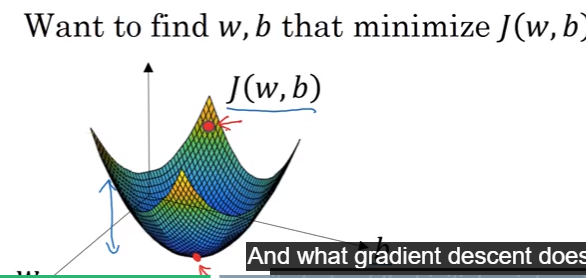 Want to find w, b that minimize J(w, b)
J(w, b)
b
w
And what gradient descent does